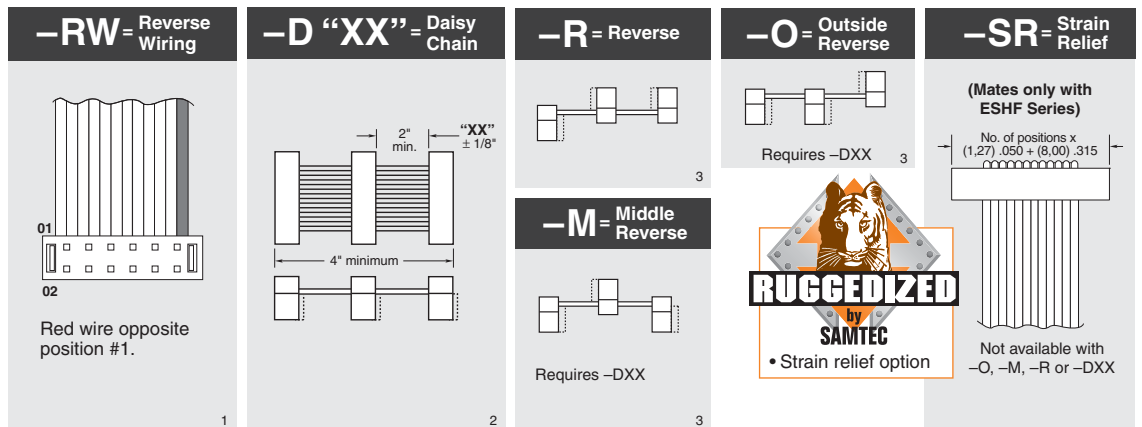 –RW = Reverse
Wiring
01
02
Red wire opposite
position #1.
1
–D “XX” = Daisy
Chain
2"
min.
“XX”
± 1/8"
4" minimum
2
–R = Reverse
3
–M = Middle
Reverse
Requires –DXX
3
–O = Outside
Reverse
Requires –DXX
3
RUGGEDIZED
by
SAMTEC
• Strain relief option
–SR = Strain
Relief
(Mates only with
ESHF Series)
No. of positions x
(1,27) .050 + (8,00) .315
Not available with
–O, –M, –R or –DXX